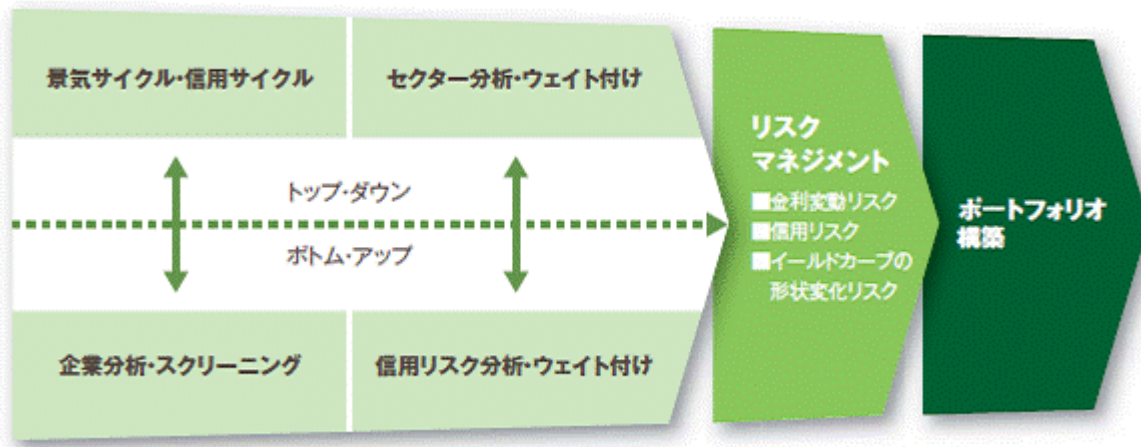 景気サイクル・信用サイクル
セクター分析・ウェイト付け
トップ・ダウン
ボトム・アップ
企業分析・スクリーニング
信用リスク分析・ウェイト付け
リスク
マネジメント
■金利変動リスク
■信用リスク
■イールドカーブの
形状変化リスク
ポートフォリオ
構築